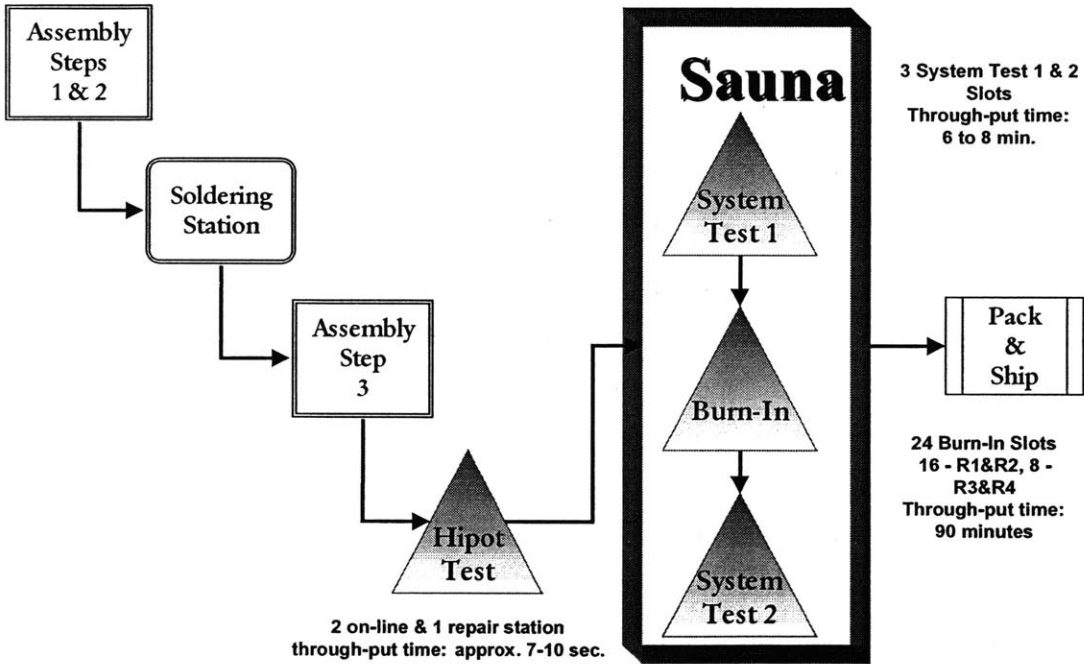 Assembly
Steps
1 & 2
Soldering
Station
Assembly
Step
3
Hipot
Test
2 on-line & 1 repair station
through-put time: approx. 7-10 sec.
Sauna
System
Test 1
Burn-In
System
Test 2
3 System Test 1 & 2
Slots
Through-put time:
6 to 8 min.
Pack
&
Ship
24 Burn-In Slots
16 - R1&R2, 8 -
R3&R4
Through-put time:
90 minutes